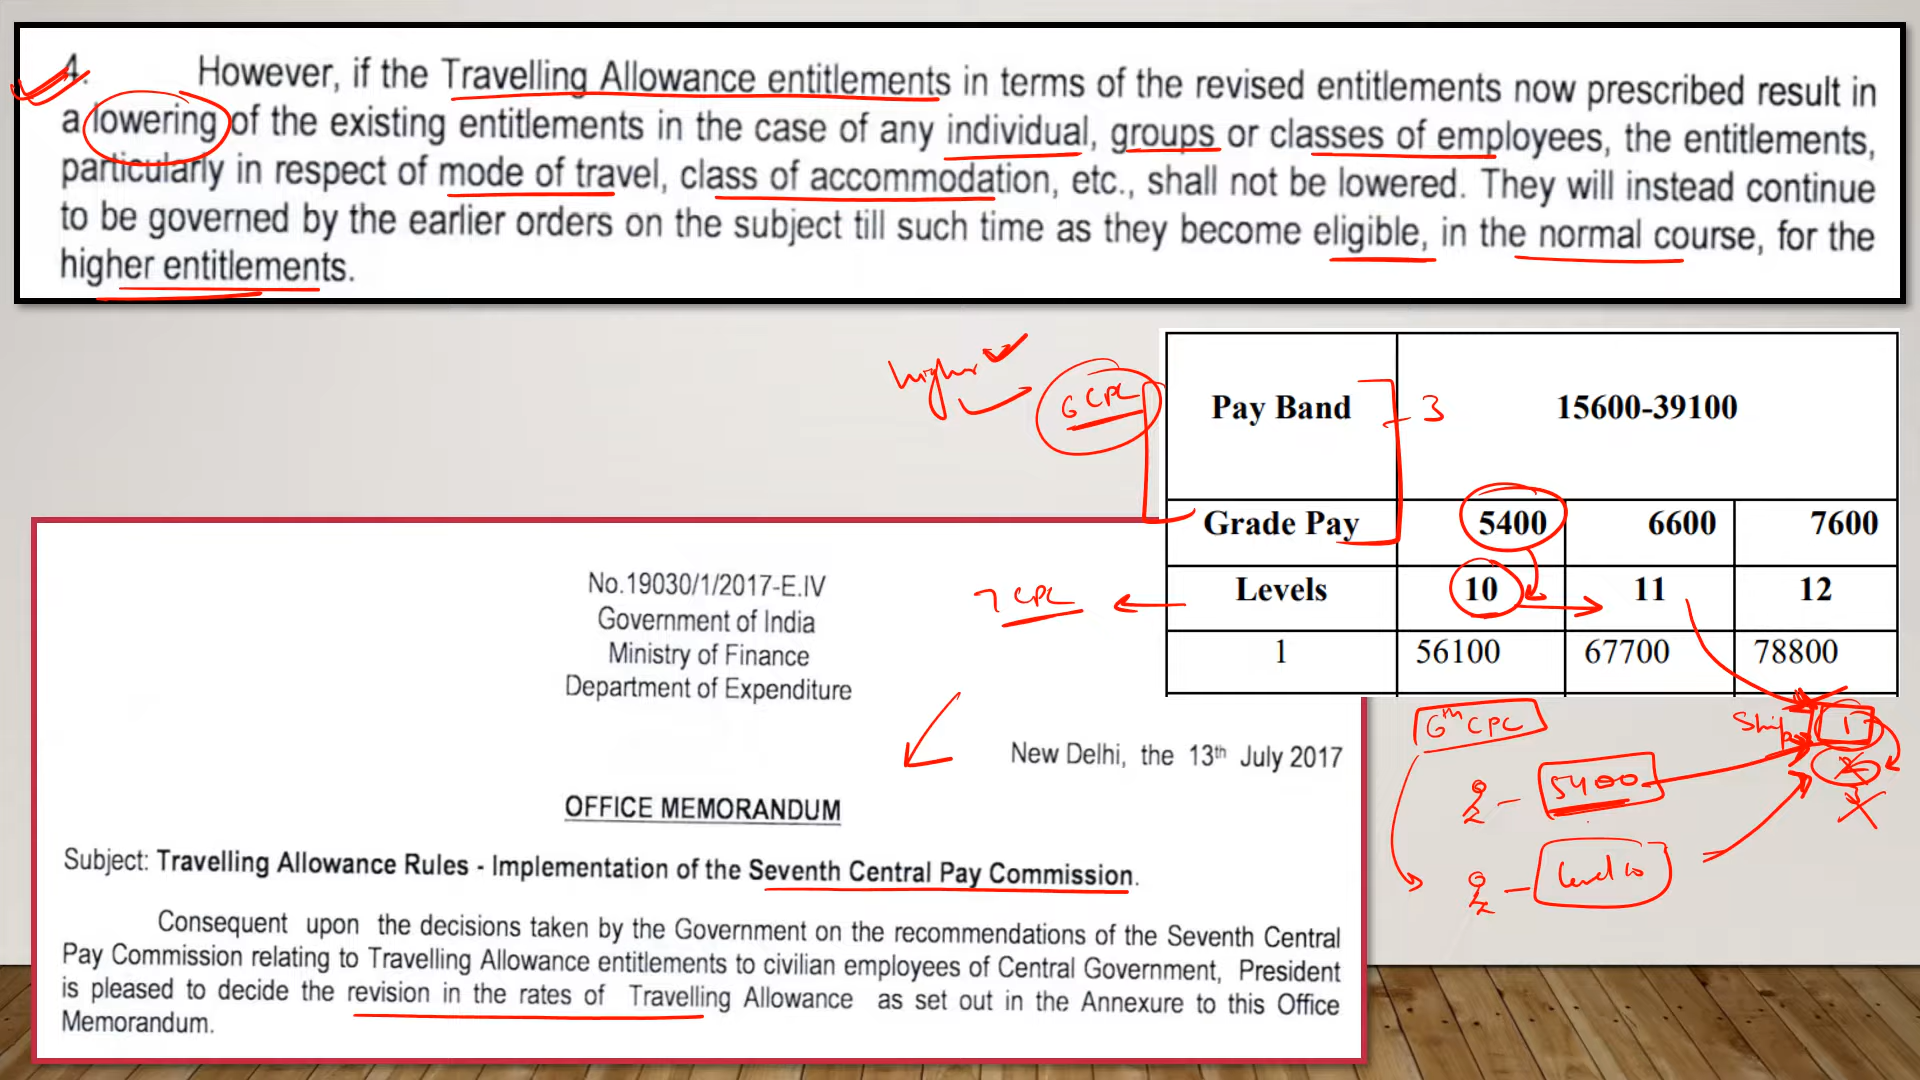 4. However, if the Travelling Allowance entitlements in terms of the revised entitlements now prescribed result in
a lowering of the existing entitlements in the case of any individual, groups or classes of employees, the entitlements,
particularly in respect of mode of travel, class of accommodation, etc., shall not be lowered. They will instead continue
to be governed by the earlier orders on the subject till such time as they become eligible, in the normal course, for the
higher entitlements.
higher
6 CPC
Pay Band 3 15600-39100
Grade Pay 5400 6600 7600
7 CPC
Levels 10 11 12
1 56100 67700 78800
No.19030/1/2017-E.IV
Government of India
Ministry of Finance
Department of Expenditure
New Delhi, the 13th July 2017
OFFICE MEMORANDUM
Subject: Travelling Allowance Rules - Implementation of the Seventh Central Pay Commission.
Consequent upon the decisions taken by the Government on the recommendations of the Seventh Central
Pay Commission relating to Travelling Allowance entitlements to civilian employees of Central Government, President
is pleased to decide the revision in the rates of Travelling Allowance as set out in the Annexure to this Office
Memorandum.
6th CPC
Ship 1
5400
Level 10